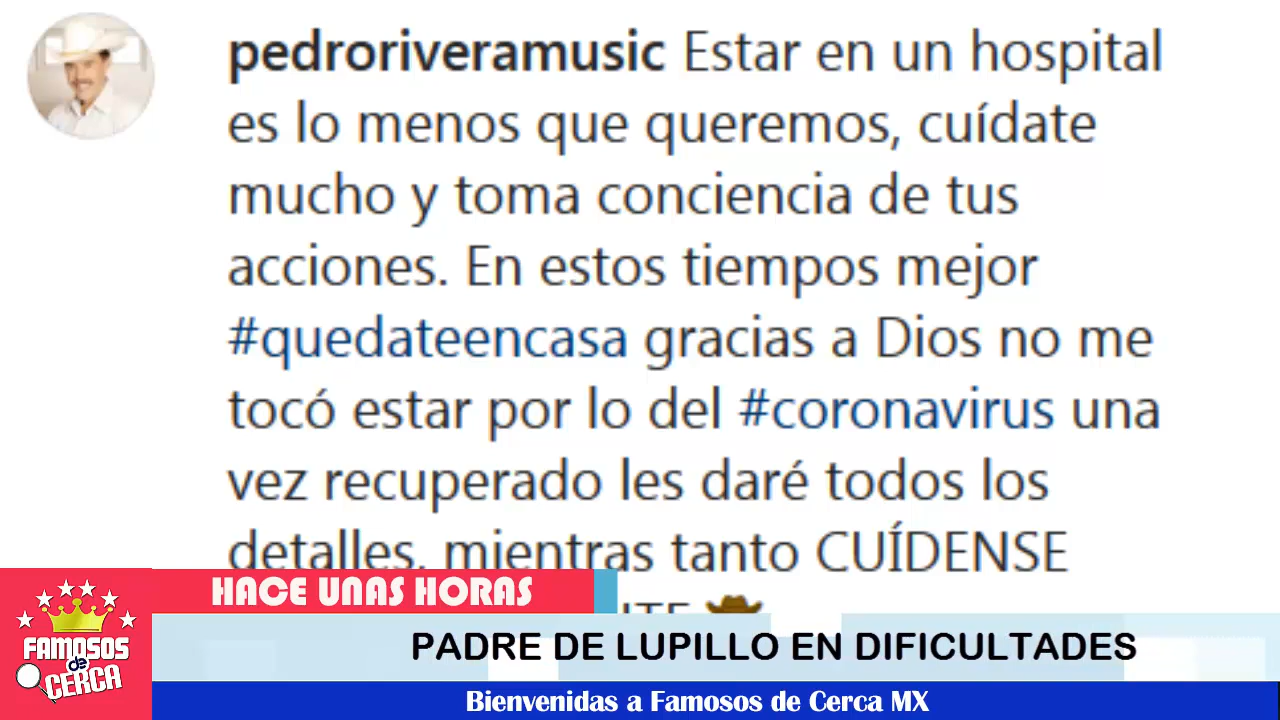 pedroriveramusic Estar en un hospital
es lo menos que queremos, cuídate
mucho y toma conciencia de tus
acciones. En estos tiempos mejor
#quedateencasa gracias a Dios no me
tocó estar por lo del #coronavirus una
vez recuperado les daré todos los
detalles, mientras tanto CUÍDENSE
HACE UNAS HORAS
FAMOSOS
de
CERCA
PADRE DE LUPILLO EN DIFICULTADES
Bienvenidas a Famosos de Cerca MX